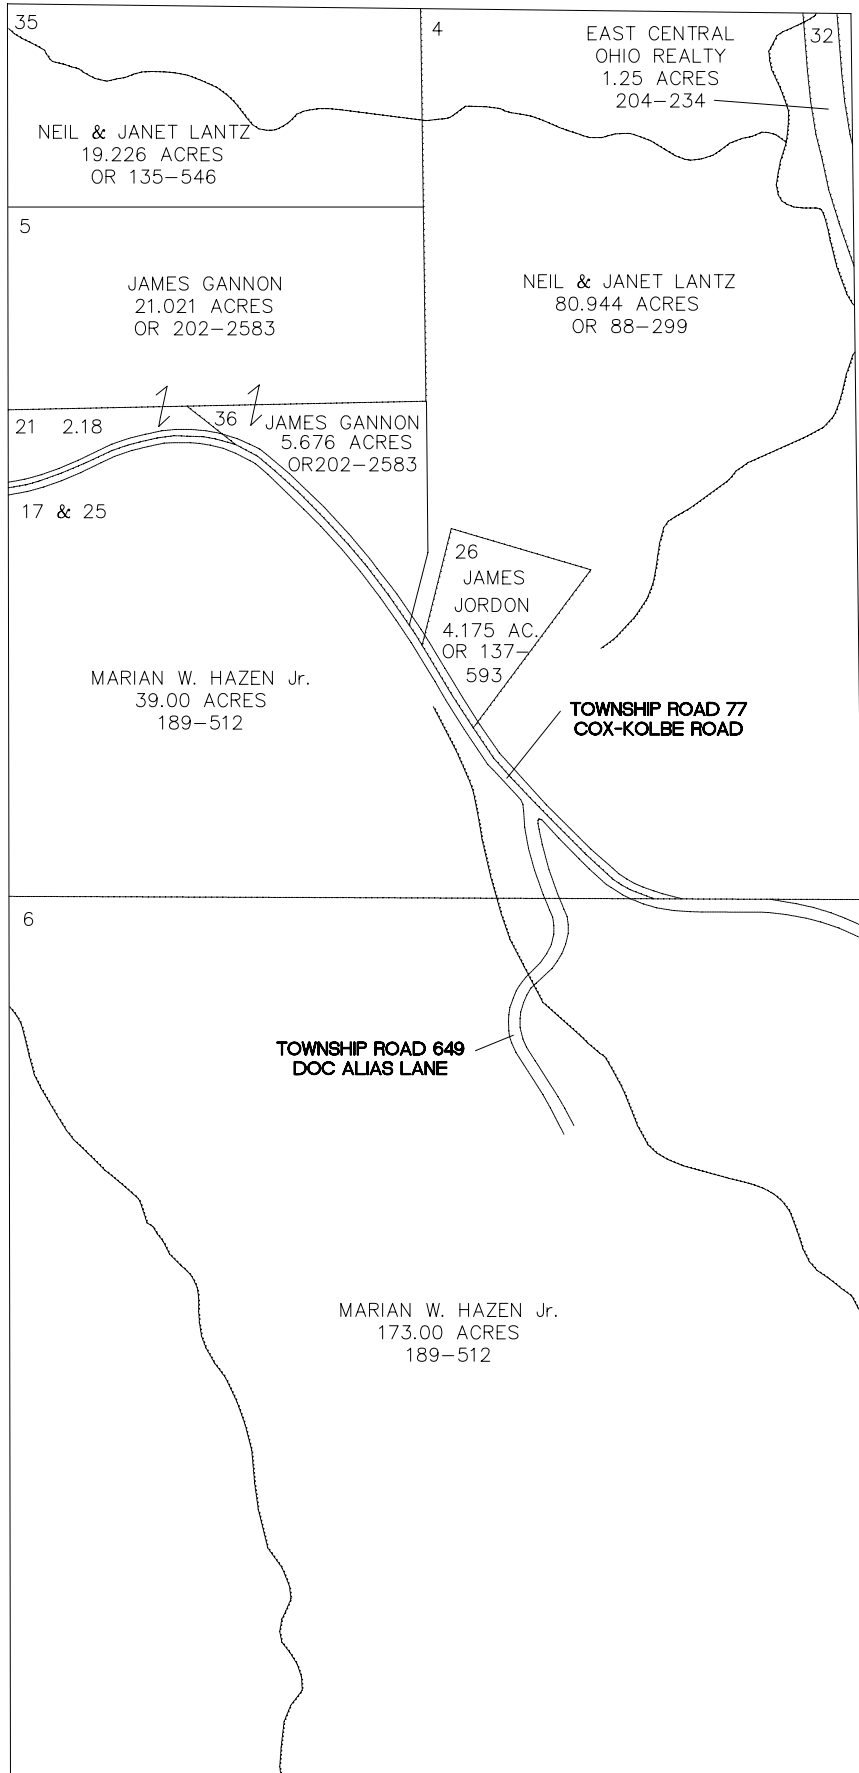 35
4
EAST CENTRAL
OHIO REALTY
1.25 ACRES
204-234
32
NEIL & JANET LANTZ
19.226 ACRES
OR 135-546
5
JAMES GANNON
21.021 ACRES
OR 202-2583
NEIL & JANET LANTZ
80.944 ACRES
OR 88-299
21 2.18
36
JAMES GANNON
5.676 ACRES
OR202-2583
17 & 25
26
JAMES
JORDON
4.175 AC.
OR 137-
593
MARIAN W. HAZEN Jr.
39.00 ACRES
189-512
TOWNSHIP ROAD 77
COX-KOLBE ROAD
6
TOWNSHIP ROAD 649
DOC ALIAS LANE
MARIAN W. HAZEN Jr.
173.00 ACRES
189-512